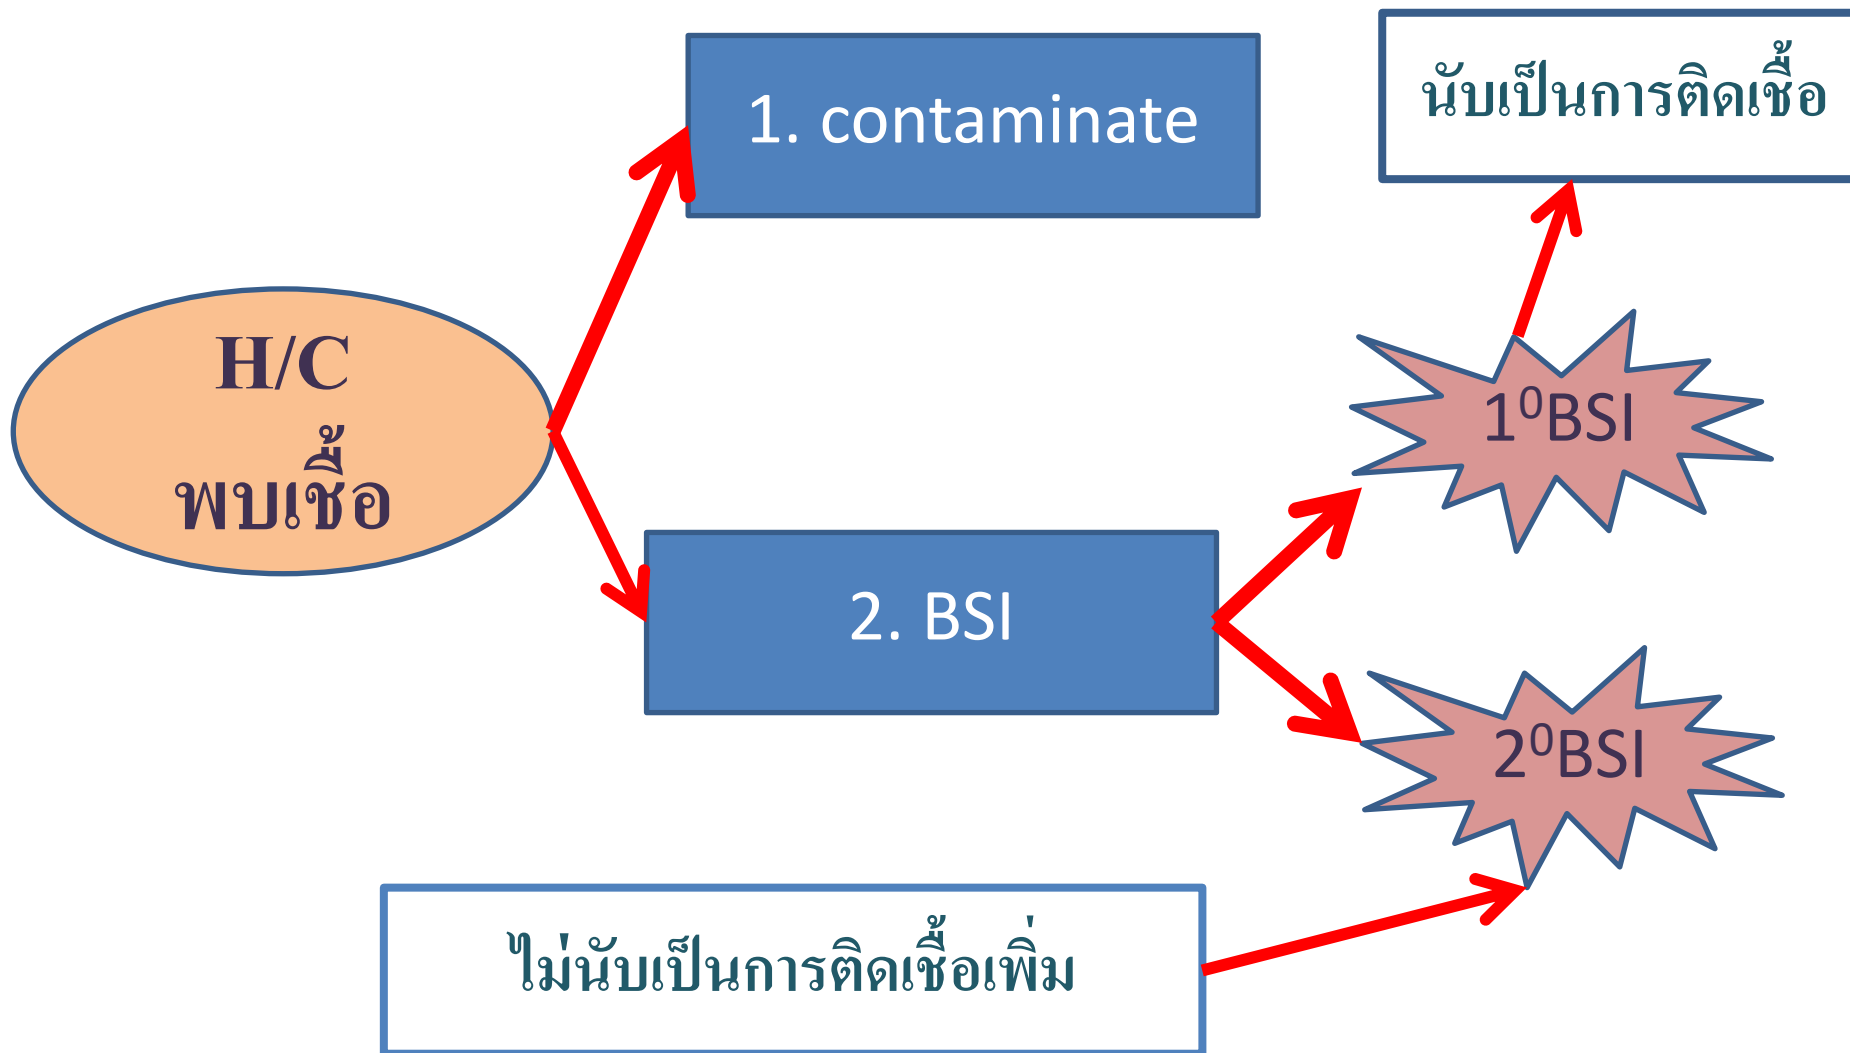 1. contaminate
นับเป็นการติดเชื้อ
H/C
พบเชื้อ
1⁰BSI
2. BSI
2⁰BSI
ไม่นับเป็นการติดเชื้อเพิ่ม